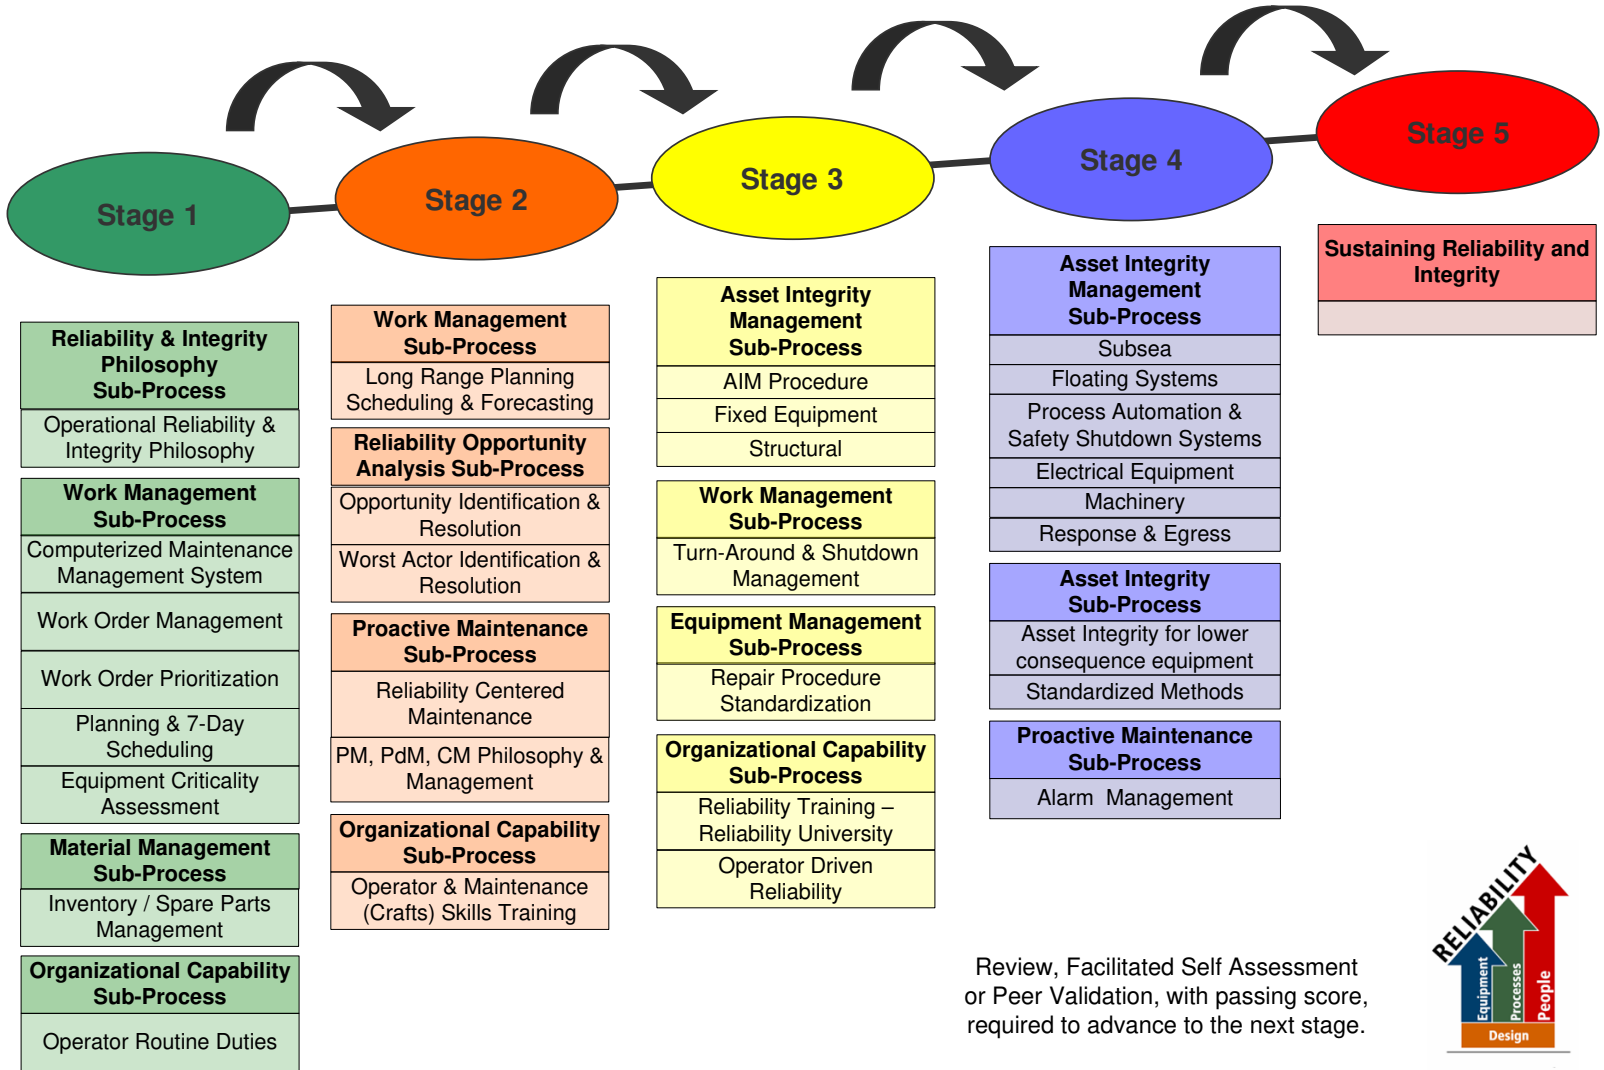 Stage 1
Stage 2
Stage 3
Stage 4
Stage 5
Reliability & Integrity
Philosophy
Sub-Process
Operational Reliability &
Integrity Philosophy
Work Management
Sub-Process
Computerized Maintenance
Management System
Work Order Management
Work Order Prioritization
Planning & 7-Day
Scheduling
Equipment Criticality
Assessment
Material Management
Sub-Process
Inventory / Spare Parts
Management
Organizational Capability
Sub-Process
Operator Routine Duties
Work Management
Sub-Process
Long Range Planning
Scheduling & Forecasting
Reliability Opportunity
Analysis Sub-Process
Opportunity Identification &
Resolution
Worst Actor Identification &
Resolution
Proactive Maintenance
Sub-Process
Reliability Centered
Maintenance
PM, PdM, CM Philosophy &
Management
Organizational Capability
Sub-Process
Operator & Maintenance
(Crafts) Skills Training
Asset Integrity
Management
Sub-Process
AIM Procedure
Fixed Equipment
Structural
Work Management
Sub-Process
Turn-Around & Shutdown
Management
Equipment Management
Sub-Process
Repair Procedure
Standardization
Organizational Capability
Sub-Process
Reliability Training –
Reliability University
Operator Driven
Reliability
Asset Integrity
Management
Sub-Process
Subsea
Floating Systems
Process Automation &
Safety Shutdown Systems
Electrical Equipment
Machinery
Response & Egress
Asset Integrity
Sub-Process
Asset Integrity for lower
consequence equipment
Standardized Methods
Proactive Maintenance
Sub-Process
Alarm Management
Sustaining Reliability and
Integrity
Review, Facilitated Self Assessment
or Peer Validation, with passing score,
required to advance to the next stage.
RELIABILITY
Equipment
Processes
People
Design